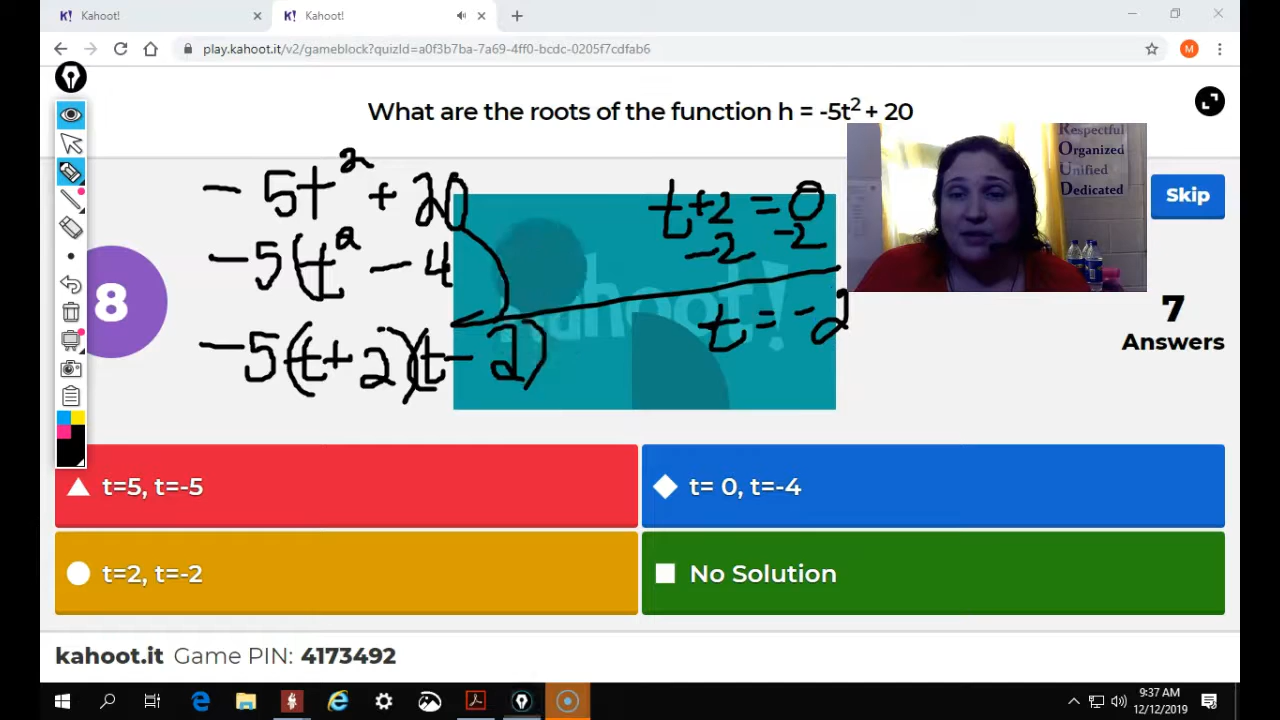 K! Kahoot!
K! Kahoot!
play.kahoot.it/v2/gameblock?quizId=a0f3b7ba-7a69-4ff0-bcdc-0205f7cdfab6
M
What are the roots of the function h = -5t² + 20
Respectful
Organized
Unified
Dedicated
Skip
-5t² + 20
-5(t² - 4
-5(t+2)(t-2)
t+2 = 0
-2 -2
t = -2
kahoot!
8
7
Answers
t=5, t=-5
t= 0, t=-4
t=2, t=-2
No Solution
kahoot.it Game PIN: 4173492
9:37 AM
12/12/2019